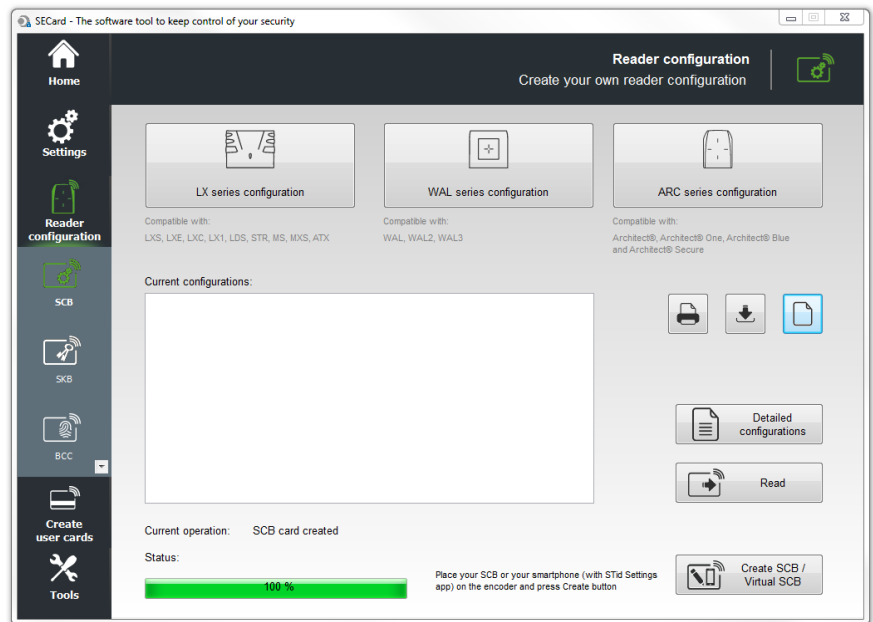 SECard - The software tool to keep control of your security
Home
Reader configuration
Create your own reader configuration
Settings
Reader
configuration
SCB
SKB
BCC
Create
user cards
Tools
LX series configuration
WAL series configuration
ARC series configuration
Compatible with:
LXS, LXE, LXC, LX1, LDS, STR, MS, MXS, ATX
Compatible with:
WAL, WAL2, WAL3
Compatible with:
Architect®, Architect® One, Architect® Blue
and Architect® Secure
Current configurations:
Detailed
configurations
Read
Current operation: SCB card created
Status:
100 %
Place your SCB or your smartphone (with STid Settings
app) on the encoder and press Create button
Create SCB /
Virtual SCB